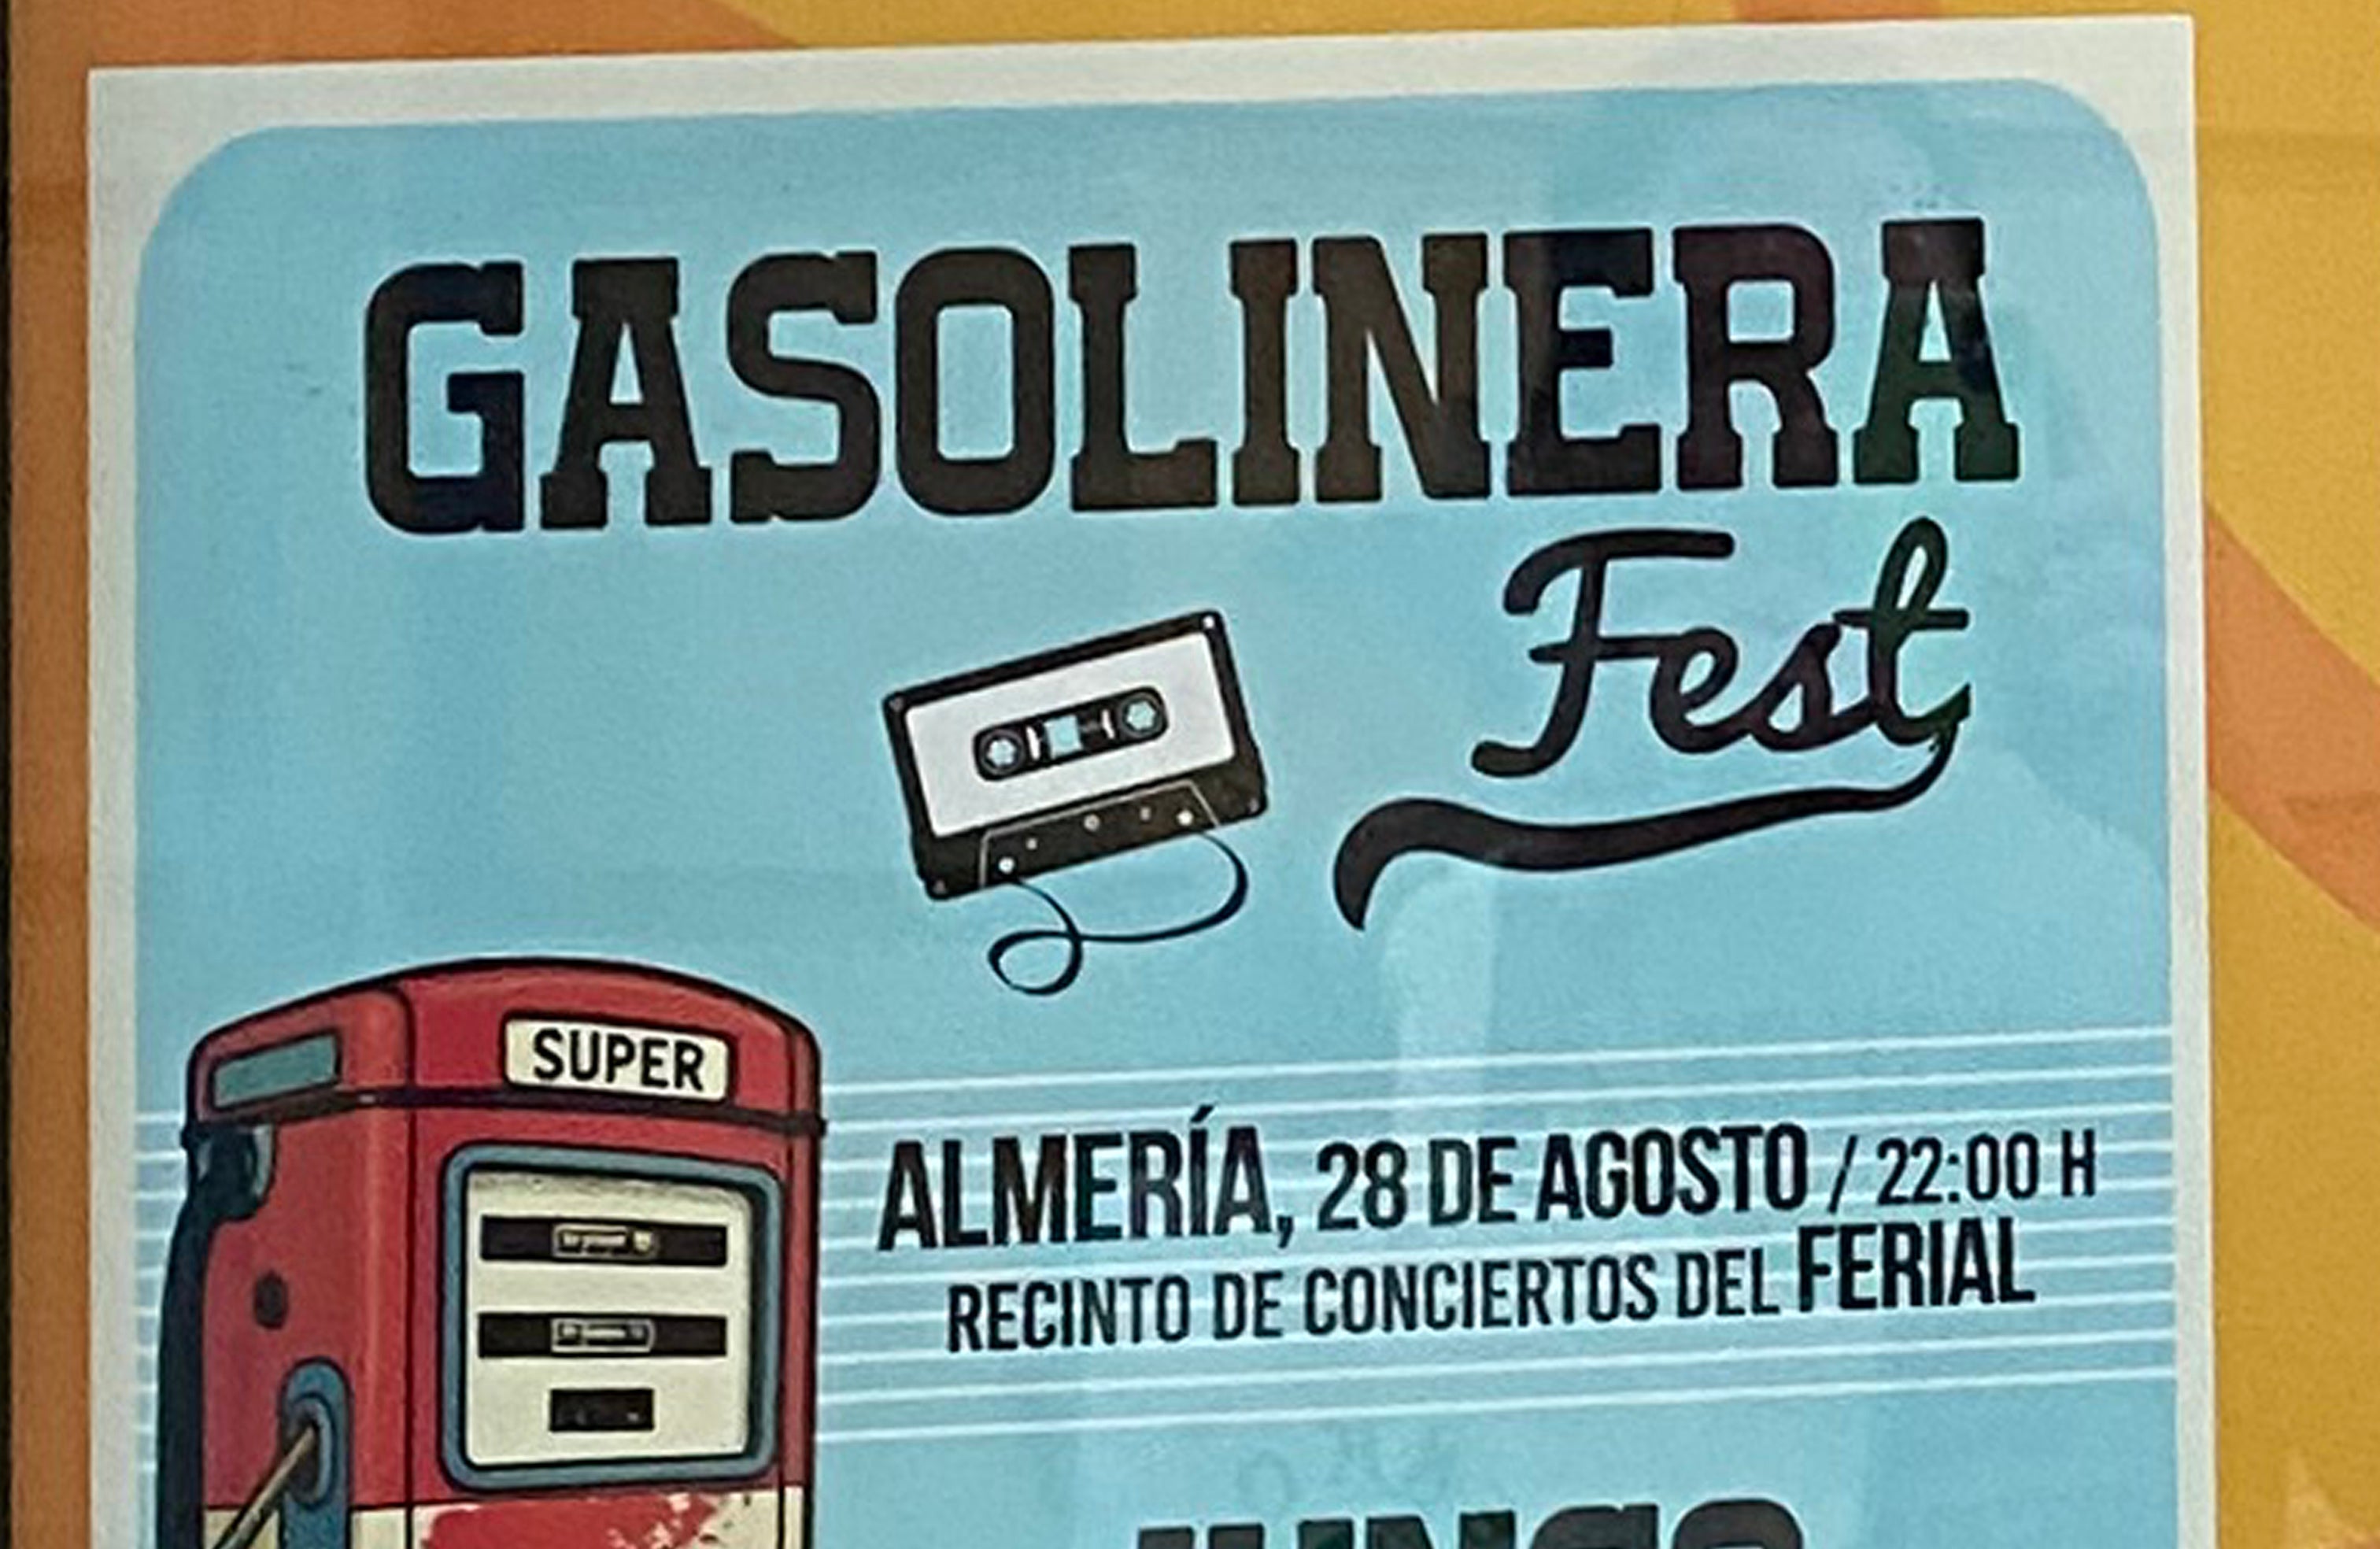 GASOLINERA
Fest
SUPER
ALMERÍA, 28 DE AGOSTO / 22:00 H
RECINTO DE CONCIERTOS DEL FERIAL